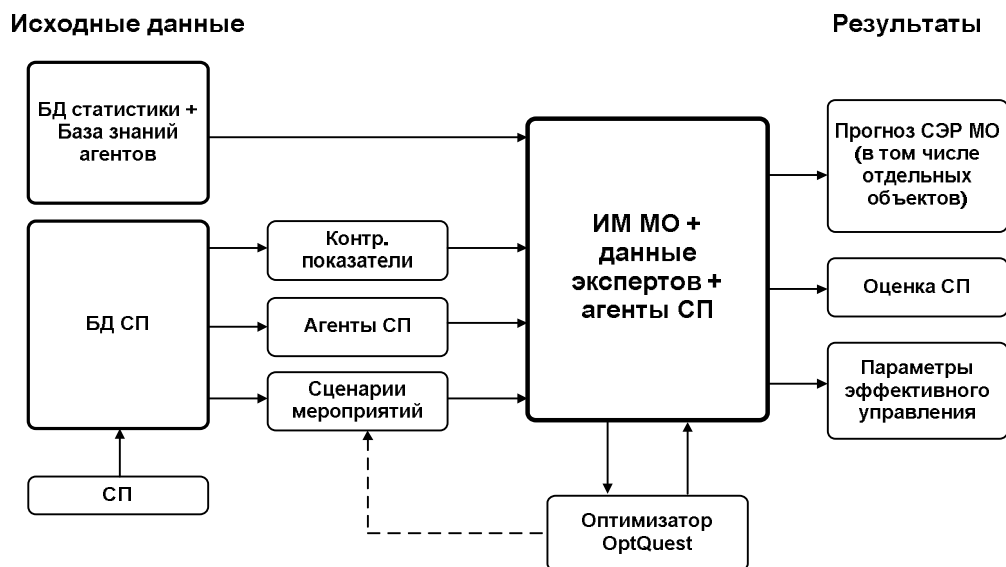 Исходные данные
Результаты
БД статистики +
База знаний
агентов
БД СП
СП
Контр.
показатели
Агенты СП
Сценарии
мероприятий
ИМ МО +
данные
экспертов +
агенты СП
Оптимизатор
OptQuest
Прогноз СЭР МО
(в том числе
отдельных
объектов)
Оценка СП
Параметры
эффективного
управления